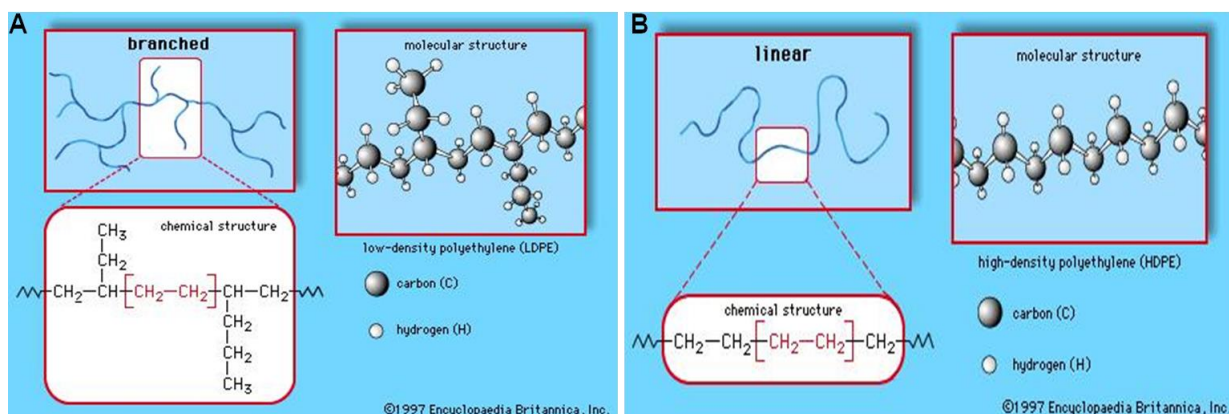 A
branched
molecular structure
chemical structure
CH3
CH2
CH2—CH—[CH2—CH2]—CH—CH2
CH2
CH2
CH3
low-density polyethylene (LDPE)
carbon (C)
hydrogen (H)
©1997 Encyclopaedia Britannica, Inc.
B
linear
molecular structure
high-density polyethylene (HDPE)
carbon (C)
hydrogen (H)
chemical structure
CH2—CH2—[CH2—CH2]—CH2
©1997 Encyclopaedia Britannica, Inc.